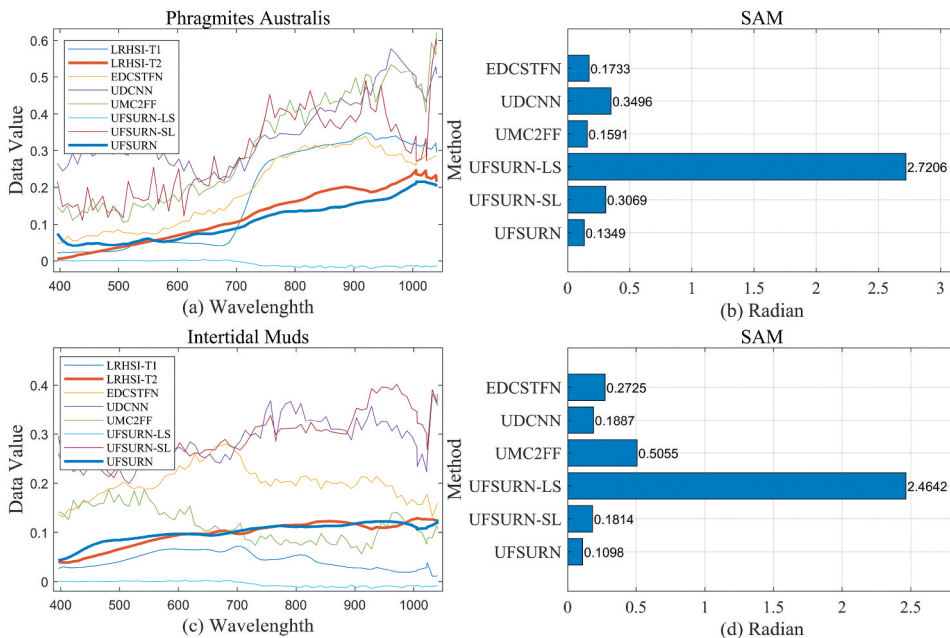 Phragmites Australis
LRHSI-T1
LRHSI-T2
EDCSTFN
UDCNN
UMC2FF
UFSURN-LS
UFSURN-SL
UFSURN
0.6
0.5
0.4
0.3
0.2
0.1
0
Data Value
400 500 600 700 800 900 1000
(a) Wavelenghth
SAM
EDCSTFN 0.1733
UDCNN 0.3496
UMC2FF 0.1591
UFSURN-LS 2.7206
UFSURN-SL 0.3069
UFSURN 0.1349
Method
0 0.5 1 1.5 2 2.5 3
(b) Radian
Intertidal Muds
LRHSI-T1
LRHSI-T2
EDCSTFN
UDCNN
UMC2FF
UFSURN-LS
UFSURN-SL
UFSURN
0.4
0.3
0.2
0.1
0
Data Value
400 500 600 700 800 900 1000
(c) Wavelenghth
SAM
EDCSTFN 0.2725
UDCNN 0.1887
UMC2FF 0.5055
UFSURN-LS 2.4642
UFSURN-SL 0.1814
UFSURN 0.1098
Method
0 0.5 1 1.5 2 2.5
(d) Radian